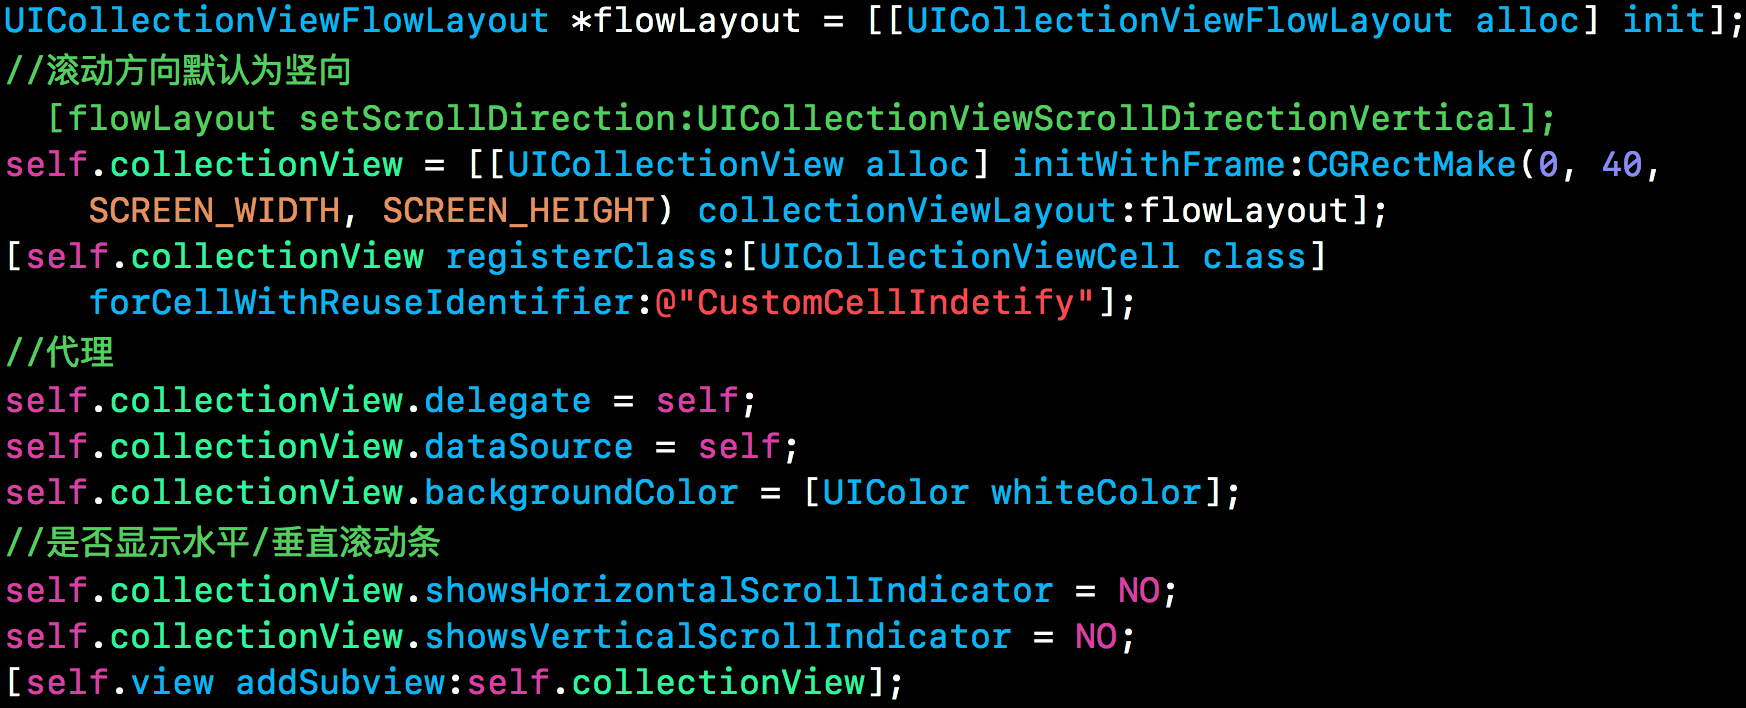 UICollectionViewFlowLayout *flowLayout = [[UICollectionViewFlowLayout alloc] init];
//滚动方向默认为竖向
[flowLayout setScrollDirection:UICollectionViewScrollDirectionVertical];
self.collectionView = [[UICollectionView alloc] initWithFrame:CGRectMake(0, 40,
SCREEN_WIDTH, SCREEN_HEIGHT) collectionViewLayout:flowLayout];
[self.collectionView registerClass:[UICollectionViewCell class]
forCellWithReuseIdentifier:@"CustomCellIndetify"];
//代理
self.collectionView.delegate = self;
self.collectionView.dataSource = self;
self.collectionView.backgroundColor = [UIColor whiteColor];
//是否显示水平/垂直滚动条
self.collectionView.showsHorizontalScrollIndicator = NO;
self.collectionView.showsVerticalScrollIndicator = NO;
[self.view addSubview:self.collectionView];